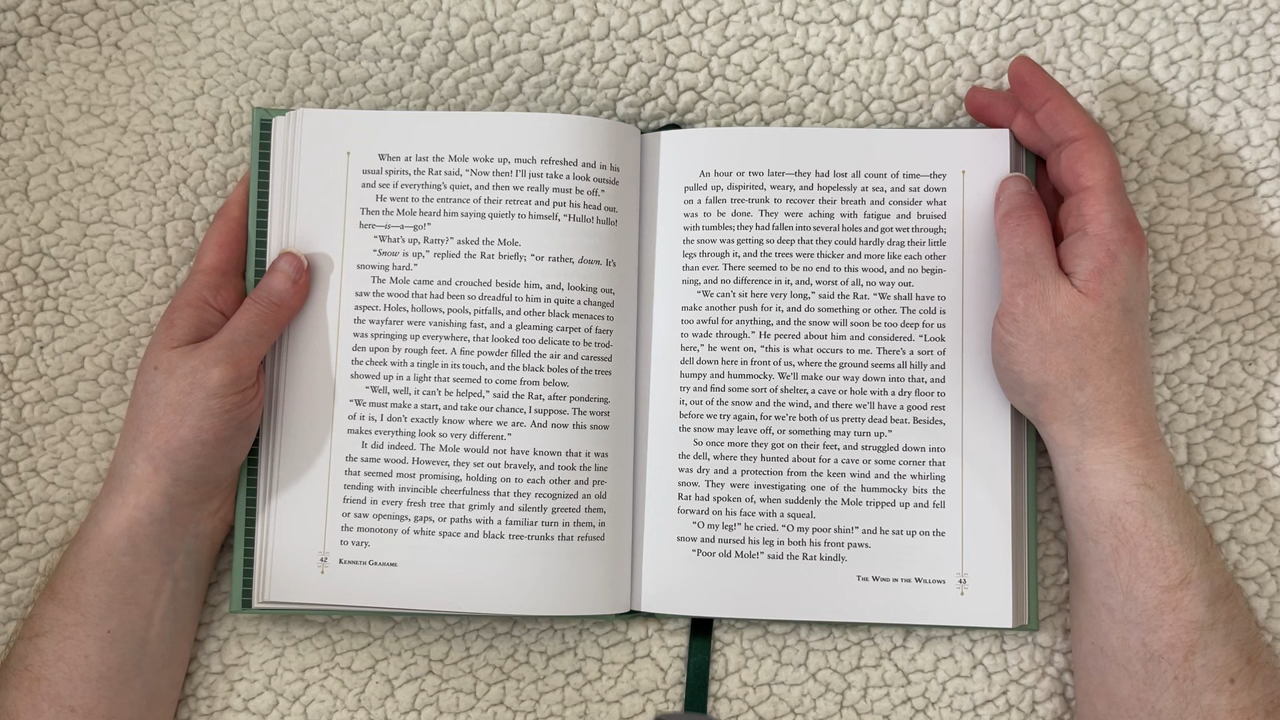 When at last the Mole woke up, much refreshed and in his
usual spirits, the Rat said, “Now then! I’ll just take a look outside
and see if everything’s quiet, and then we really must be off.”
He went to the entrance of their retreat and put his head out.
Then the Mole heard him saying quietly to himself, “Hullo! hullo!
here—is—a—go!”
“What’s up, Ratty?” asked the Mole.
“Snow is up,” replied the Rat briefly; “or rather, down. It’s
snowing hard.”
The Mole came and crouched beside him, and, looking out,
saw the wood that had been so dreadful to him in quite a changed
aspect. Holes, hollows, pools, pitfalls, and other black menaces to
the wayfarer were vanishing fast, and a gleaming carpet of faery
was springing up everywhere, that looked too delicate to be trod-
den upon by rough feet. A fine powder filled the air and caressed
the cheek with a tingle in its touch, and the black boles of the trees
showed up in a light that seemed to come from below.
“Well, well, it can’t be helped,” said the Rat, after pondering.
“We must make a start, and take our chance, I suppose. The worst
of it is, I don’t exactly know where we are. And now this snow
makes everything look so very different.”
It did indeed. The Mole would not have known that it was
the same wood. However, they set out bravely, and took the line
that seemed most promising, holding on to each other and pre-
tending with invincible cheerfulness that they recognized an old
friend in every fresh tree that grimly and silently greeted them,
or saw openings, gaps, or paths with a familiar turn in them, in
the monotony of white space and black tree-trunks that refused
to vary.
42 Kenneth Grahame
An hour or two later—they had lost all count of time—they
pulled up, dispirited, weary, and hopelessly at sea, and sat down
on a fallen tree-trunk to recover their breath and consider what
was to be done. They were aching with fatigue and bruised
with tumbles; they had fallen into several holes and got wet through;
the snow was getting so deep that they could hardly drag their little
legs through it, and the trees were thicker and more like each other
than ever. There seemed to be no end to this wood, and no begin-
ning, and no difference in it, and, worst of all, no way out.
“We can’t sit here very long,” said the Rat. “We shall have to
make another push for it, and do something or other. The cold is
too awful for anything, and the snow will soon be too deep for us
to wade through.” He peered about him and considered. “Look
here,” he went on, “this is what occurs to me. There’s a sort of
dell down here in front of us, where the ground seems all hilly and
humpy and hummocky. We’ll make our way down into that, and
try and find some sort of shelter, a cave or hole with a dry floor to
it, out of the snow and the wind, and there we’ll have a good rest
before we try again, for we’re both of us pretty dead beat. Besides,
the snow may leave off, or something may turn up.”
So once more they got on their feet, and struggled down into
the dell, where they hunted about for a cave or some corner that
was dry and a protection from the keen wind and the whirling
snow. They were investigating one of the hummocky bits the
Rat had spoken of, when suddenly the Mole tripped up and fell
forward on his face with a squeal.
“O my leg!” he cried. “O my poor shin!” and he sat up on the
snow and nursed his leg in both his front paws.
“Poor old Mole!” said the Rat kindly.
The Wind in the Willows 43